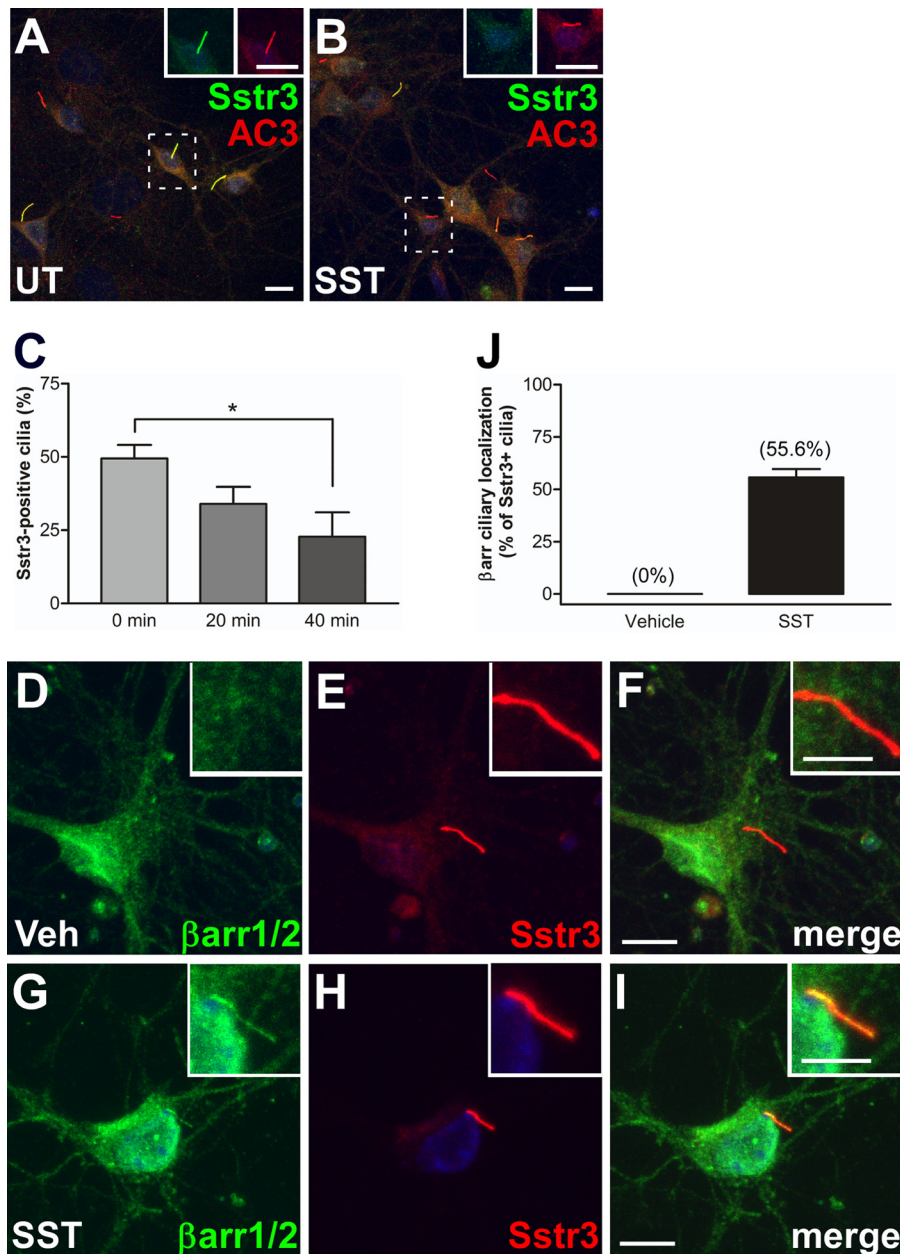 A
Sstr3
AC3
UT
B
Sstr3
AC3
SST
C
Sstr3-positive cilia (%)
75
50
25
0
*
0 min
20 min
40 min
J
βarr ciliary localization
(% of Sstr3+ cilia)
100
75
50
25
0
(0%)
(55.6%)
Vehicle
SST
D
Veh
βarr1/2
E
Sstr3
F
merge
G
SST
βarr1/2
H
Sstr3
I
merge